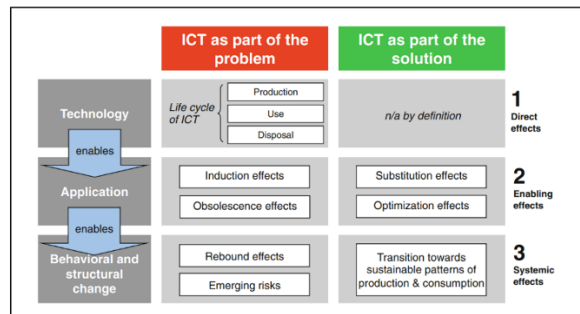 ICT as part of the
problem
ICT as part of the
solution
Technology
Life cycle
of ICT
Production
Use
Disposal
n/a by definition
1
Direct
effects
enables
Application
Induction effects
Obsolescence effects
Substitution effects
Optimization effects
2
Enabling
effects
enables
Behavioral and
structural
change
Rebound effects
Emerging risks
Transition towards
sustainable patterns of
production & consumption
3
Systemic
effects